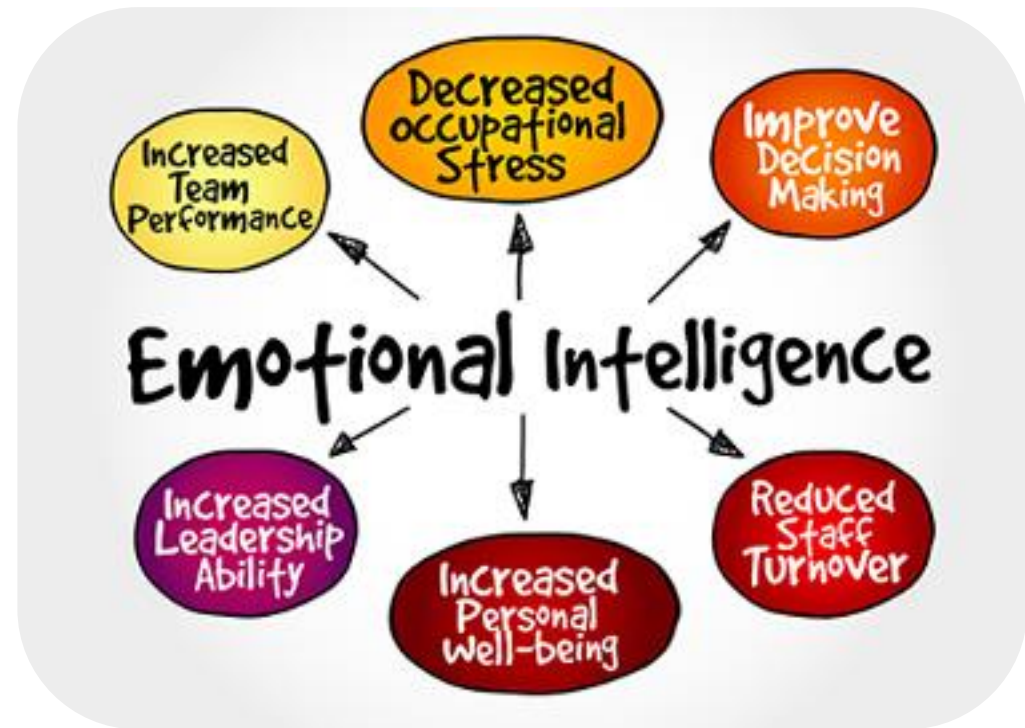 Increased
Team
Performance
Decreased
Occupational
Stress
Improve
Decision
Making
Emotional Intelligence
Increased
Leadership
Ability
Increased
Personal
Well-being
Reduced
Staff
Turnover